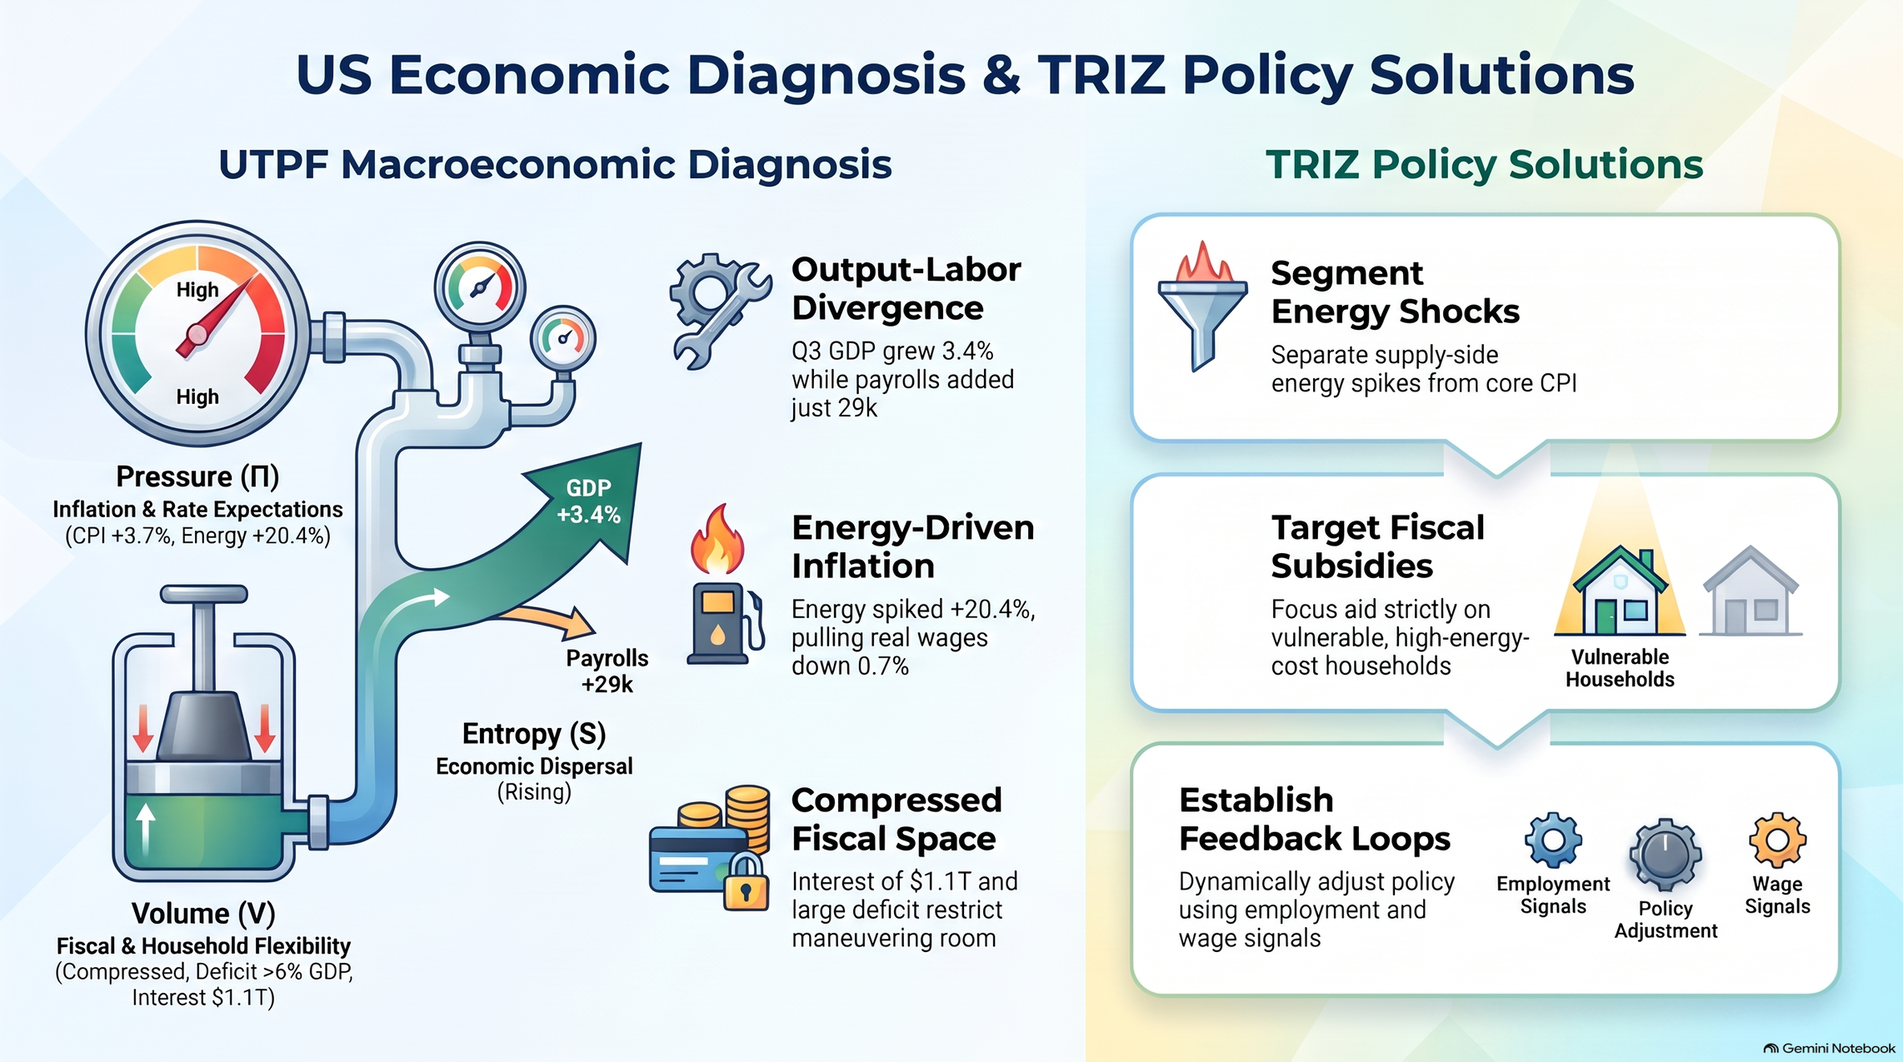 US Economic Diagnosis & TRIZ Policy Solutions
UTPF Macroeconomic Diagnosis
High
High
Pressure (Π)
Inflation & Rate Expectations
(CPI +3.7%, Energy +20.4%)
Volume (V)
Fiscal & Household Flexibility
(Compressed, Deficit >6% GDP,
Interest $1.1T)
GDP
+3.4%
Payrolls
+29k
Entropy (S)
Economic Dispersal
(Rising)
Output-Labor
Divergence
Q3 GDP grew 3.4%
while payrolls added
just 29k
Energy-Driven
Inflation
Energy spiked +20.4%,
pulling real wages
down 0.7%
Compressed
Fiscal Space
Interest of $1.1T and
large deficit restrict
maneuvering room
TRIZ Policy Solutions
Segment
Energy Shocks
Separate supply-side
energy spikes from core CPI
Target Fiscal
Subsidies
Focus aid strictly on
vulnerable, high-energy-
cost households
Vulnerable
Households
Establish
Feedback Loops
Dynamically adjust policy
using employment and
wage signals
Employment
Signals
Policy
Adjustment
Wage
Signals
Gemini Notebook